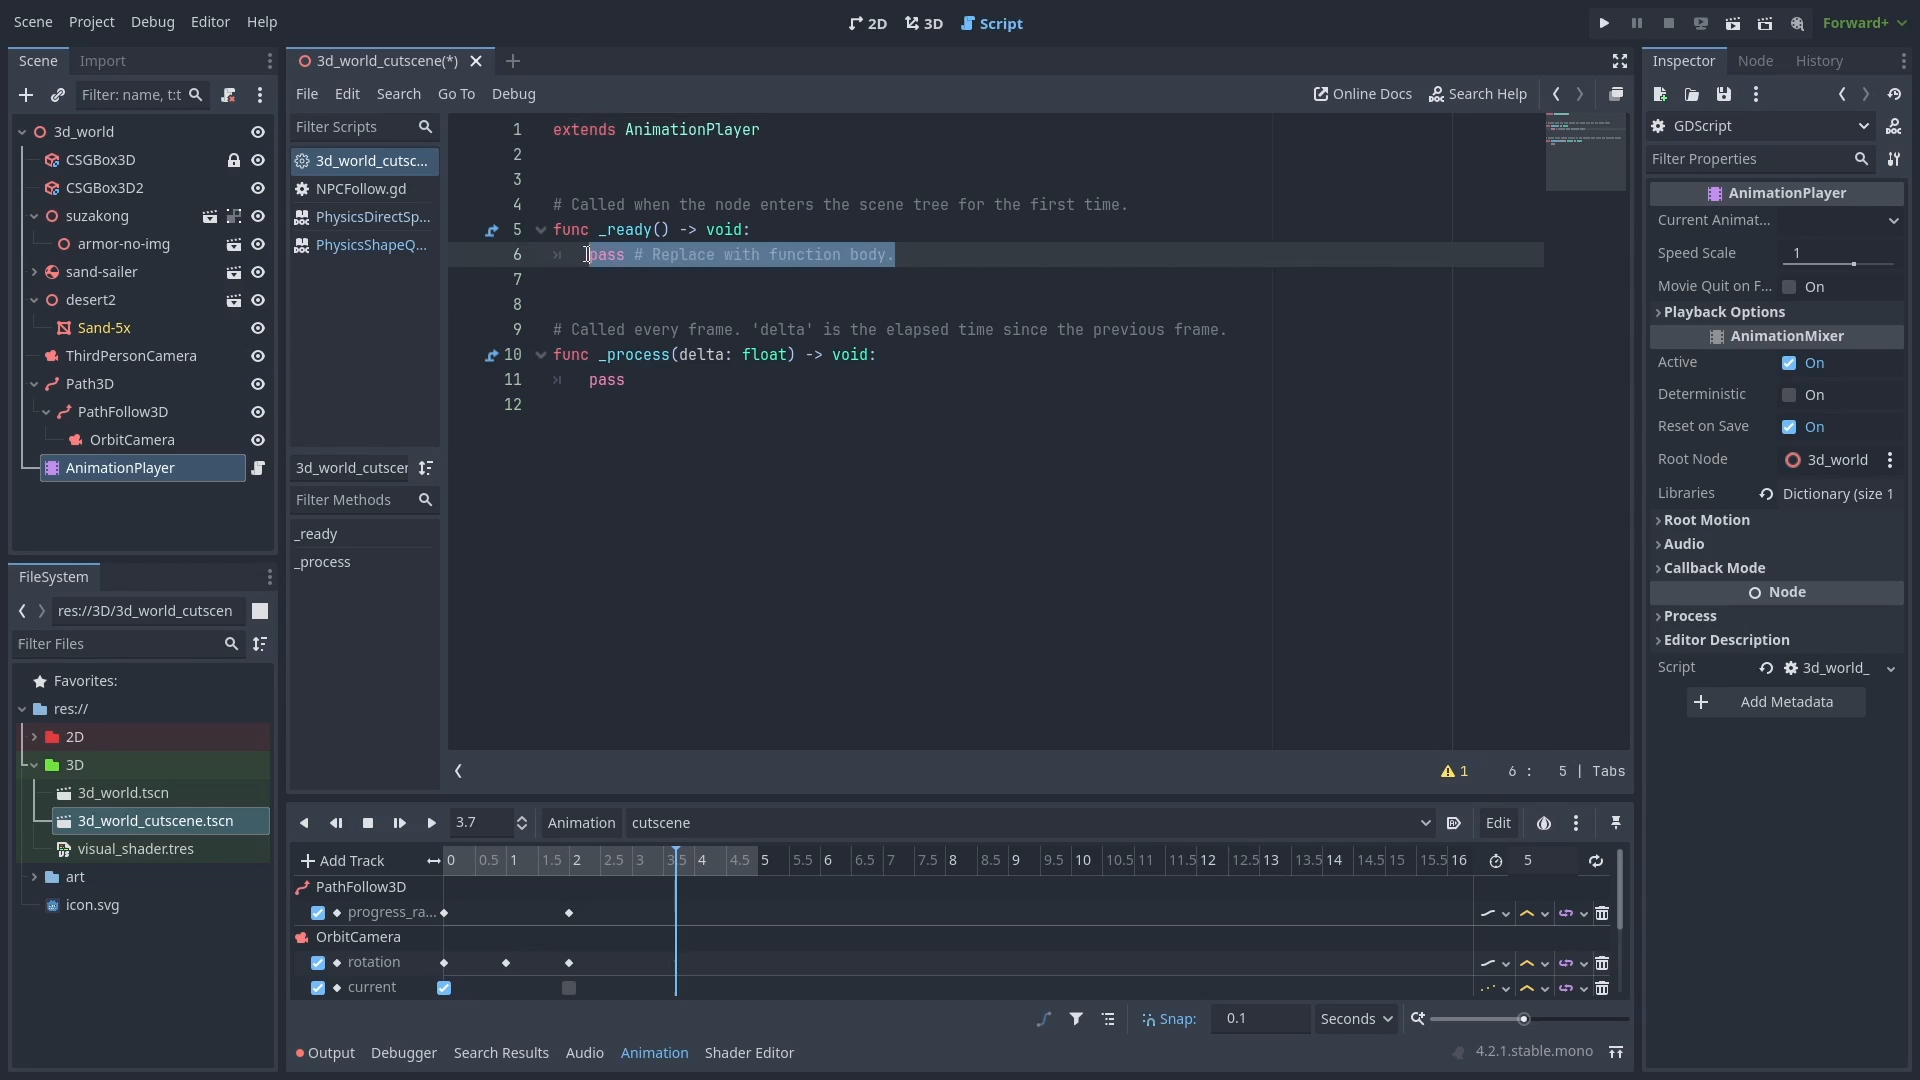 Scene Project Debug Editor Help
2D 3D Script
Forward+
Scene Import
Filter: name, t:t
3d_world
CSGBox3D
CSGBox3D2
suzakong
armor-no-img
sand-sailer
desert2
Sand-5x
ThirdPersonCamera
Path3D
PathFollow3D
OrbitCamera
AnimationPlayer
FileSystem
res://3D/3d_world_cutscen
Filter Files
Favorites:
res://
2D
3D
3d_world.tscn
3d_world_cutscene.tscn
visual_shader.tres
art
icon.svg
3d_world_cutscene(*)
File Edit Search Go To Debug
Online Docs Search Help
Filter Scripts
3d_world_cutsc...
NPCFollow.gd
PhysicsDirectSp...
PhysicsShapeQ...
3d_world_cutscer
Filter Methods
_ready
_process
1 extends AnimationPlayer
2
3
4 # Called when the node enters the scene tree for the first time.
5 func _ready() -> void:
6 pass # Replace with function body.
7
8
9 # Called every frame. 'delta' is the elapsed time since the previous frame.
10 func _process(delta: float) -> void:
11 pass
12
1 6 : 5 | Tabs
3.7 Animation cutscene Edit
Add Track 0 0.5 1 1.5 2 2.5 3 3.5 4 4.5 5 5.5 6 6.5 7 7.5 8 8.5 9 9.5 10 10.5 11 11.5 12 12.5 13 13.5 14 14.5 15 15.5 16 5
PathFollow3D
progress_ra...
OrbitCamera
rotation
current
Snap: 0.1 Seconds
Output Debugger Search Results Audio Animation Shader Editor 4.2.1.stable.mono
Inspector Node History
GDScript
Filter Properties
AnimationPlayer
Current Animat...
Speed Scale 1
Movie Quit on F... On
Playback Options
AnimationMixer
Active On
Deterministic On
Reset on Save On
Root Node 3d_world
Libraries Dictionary (size 1
Root Motion
Audio
Callback Mode
Node
Process
Editor Description
Script 3d_world_
Add Metadata